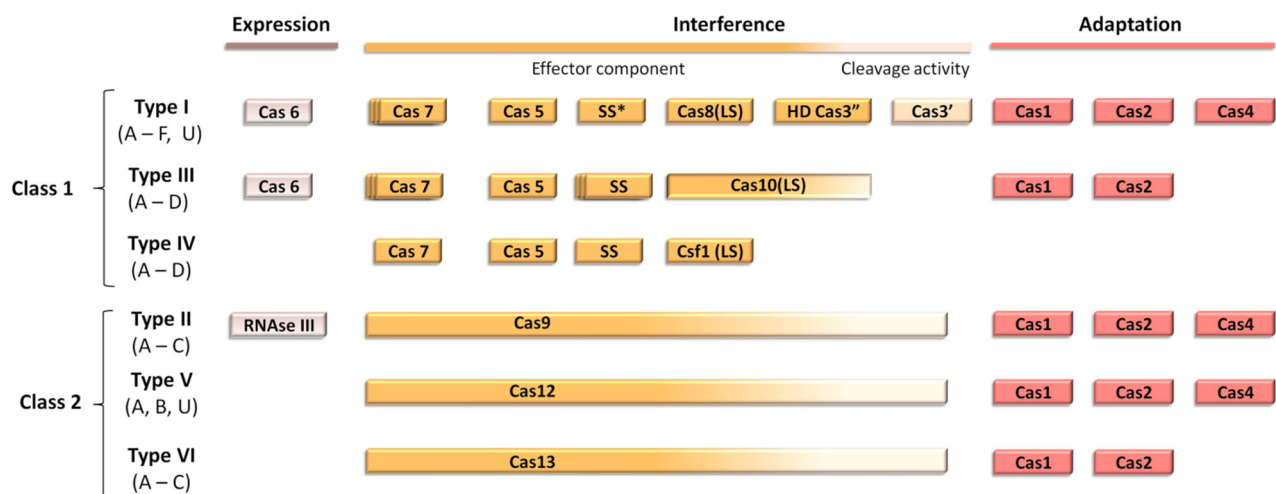 Expression Interference Adaptation
Effector component Cleavage activity
Class 1
Type I
(A – F, U)
Cas 6 Cas 7 Cas 5 SS* Cas8(LS) HD Cas3” Cas3’ Cas1 Cas2 Cas4
Type III
(A – D)
Cas 6 Cas 7 Cas 5 SS Cas10(LS) Cas1 Cas2
Type IV
(A – D)
Cas 7 Cas 5 SS Csf1 (LS)
Class 2
Type II
(A – C)
RNAse III Cas9 Cas1 Cas2 Cas4
Type V
(A, B, U)
Cas12 Cas1 Cas2 Cas4
Type VI
(A – C)
Cas13 Cas1 Cas2